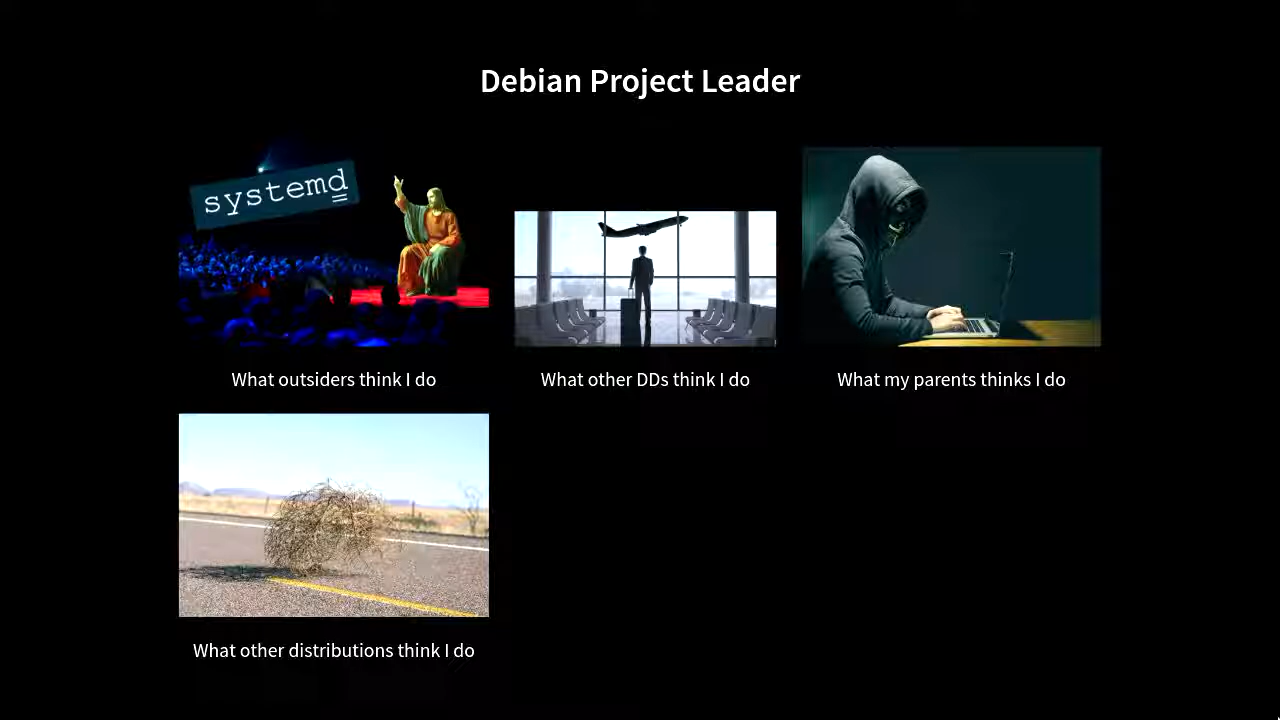 Debian Project Leader
systemd
What outsiders think I do
What other DDs think I do
What my parents thinks I do
What other distributions think I do